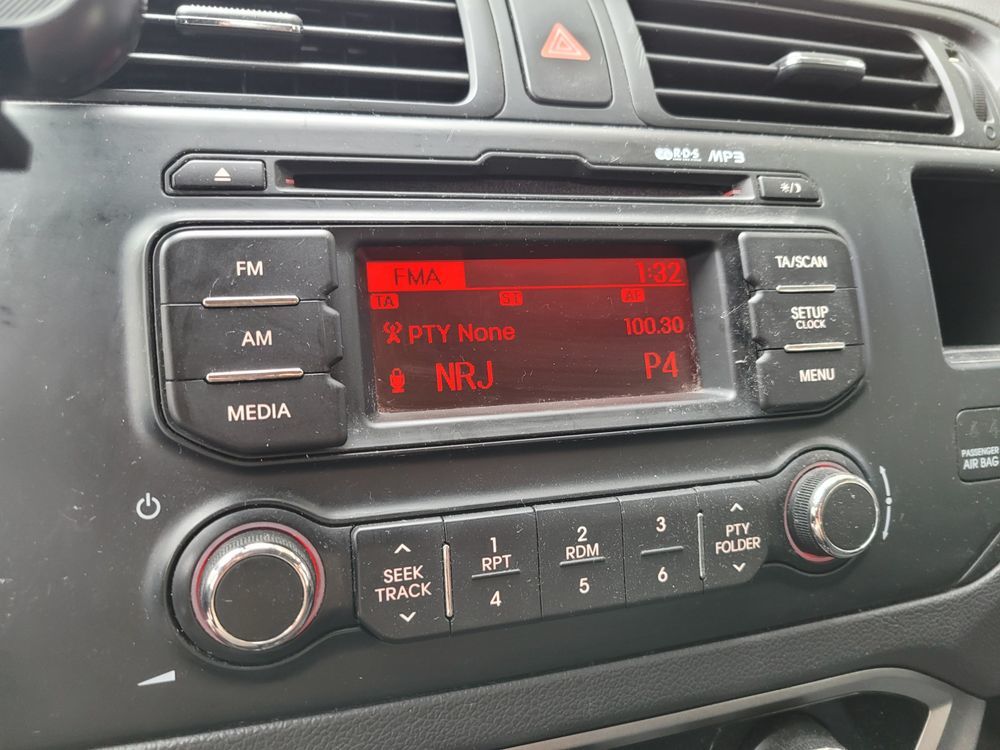 R·D·S MP3
FM
AM
MEDIA
FMA 1:32
TA ST AF
PTY None 100.30
NRJ P4
TA/SCAN
SETUP
CLOCK
MENU
PASSENGER
AIR BAG
SEEK
TRACK
1
RPT
4
2
RDM
5
3
6
PTY
FOLDER